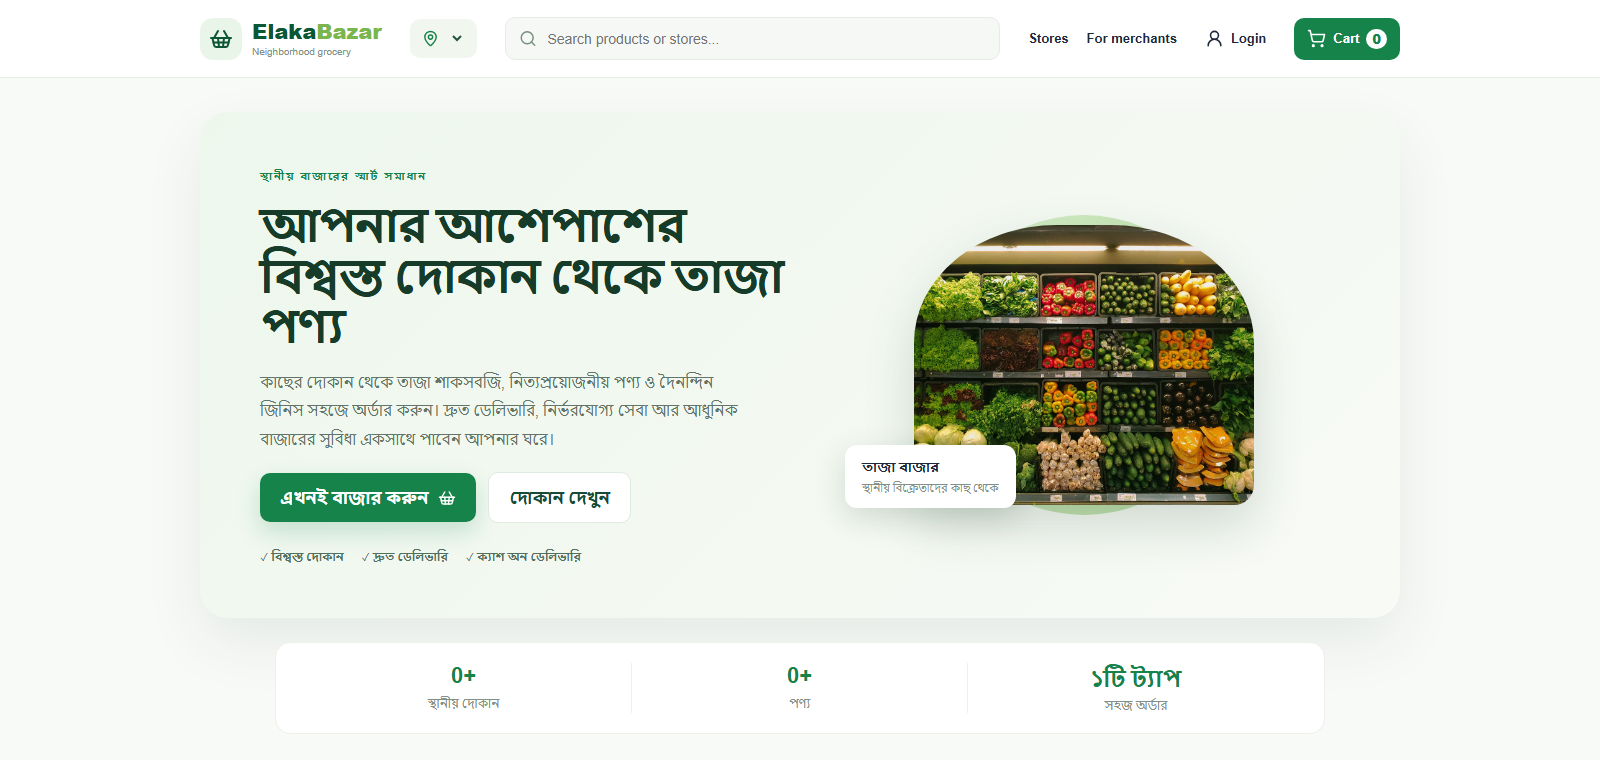 ElakaBazar
Neighborhood grocery
Search products or stores...
Stores
For merchants
Login
Cart 0
স্থানীয় বাজারের স্মার্ট সমাধান
আপনার আশেপাশের
বিশ্বস্ত দোকান থেকে তাজা
পণ্য
কাছের দোকান থেকে তাজা শাকসবজি, নিত্যপ্রয়োজনীয় পণ্য ও দৈনন্দিন
জিনিস সহজে অর্ডার করুন। দ্রুত ডেলিভারি, নির্ভরযোগ্য সেবা আর আধুনিক
বাজারের সুবিধা একসাথে পাবেন আপনার ঘরে।
এখনই বাজার করুন
দোকান দেখুন
✓ বিশ্বস্ত দোকান
✓ দ্রুত ডেলিভারি
✓ ক্যাশ অন ডেলিভারি
তাজা বাজার
স্থানীয় বিক্রেতাদের কাছ থেকে
0+
স্থানীয় দোকান
0+
পণ্য
১টি ট্যাপ
সহজ অর্ডার